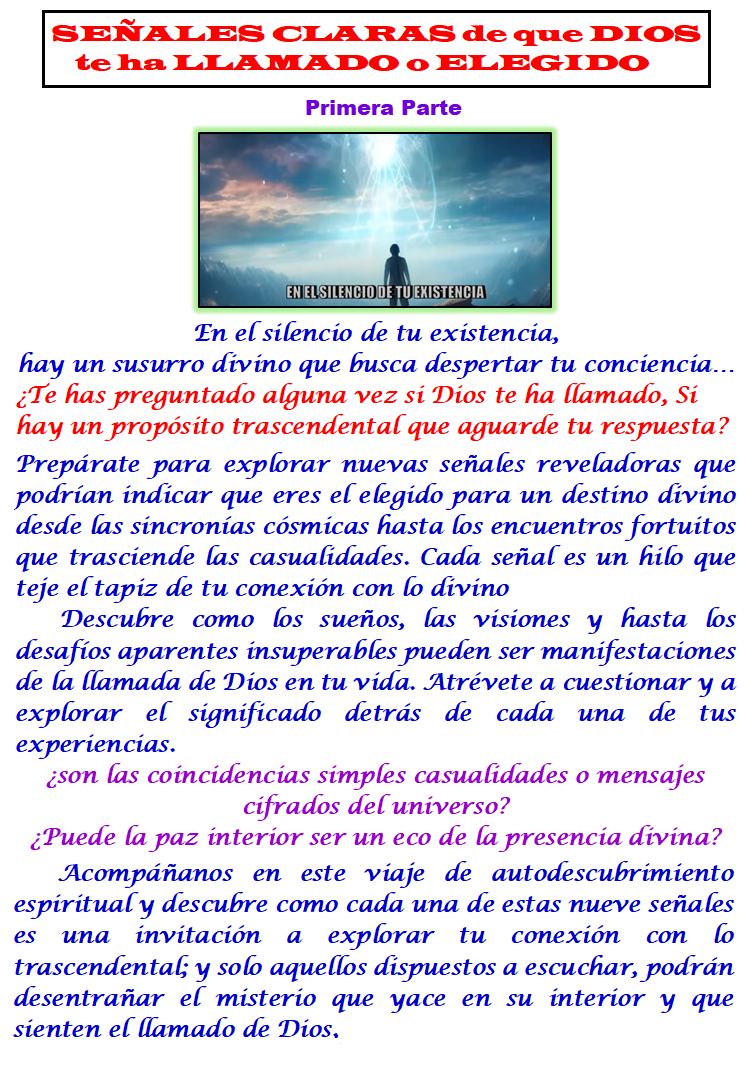 SEÑALES CLARAS de que DIOS
te ha LLAMADO o ELEGIDO
Primera Parte
EN EL SILENCIO DE TU EXISTENCIA
En el silencio de tu existencia,
hay un susurro divino que busca despertar tu conciencia...
¿Te has preguntado alguna vez si Dios te ha llamado, Si
hay un propósito trascendental que aguarde tu respuesta?
Prepárate para explorar nuevas señales reveladoras que
podrían indicar que eres el elegido para un destino divino
desde las sincronías cósmicas hasta los encuentros fortuitos
que trasciende las casualidades. Cada señal es un hilo que
teje el tapiz de tu conexión con lo divino
Descubre como los sueños, las visiones y hasta los
desafíos aparentes insuperables pueden ser manifestaciones
de la llamada de Dios en tu vida. Atrévete a cuestionar y a
explorar el significado detrás de cada una de tus
experiencias.
¿son las coincidencias simples casualidades o mensajes
cifrados del universo?
¿Puede la paz interior ser un eco de la presencia divina?
Acompáñanos en este viaje de autodescubrimiento
espiritual y descubre como cada una de estas nueve señales
es una invitación a explorar tu conexión con lo
trascendental; y solo aquellos dispuestos a escuchar, podrán
desentrañar el misterio que yace en su interior y que
sienten el llamado de Dios.